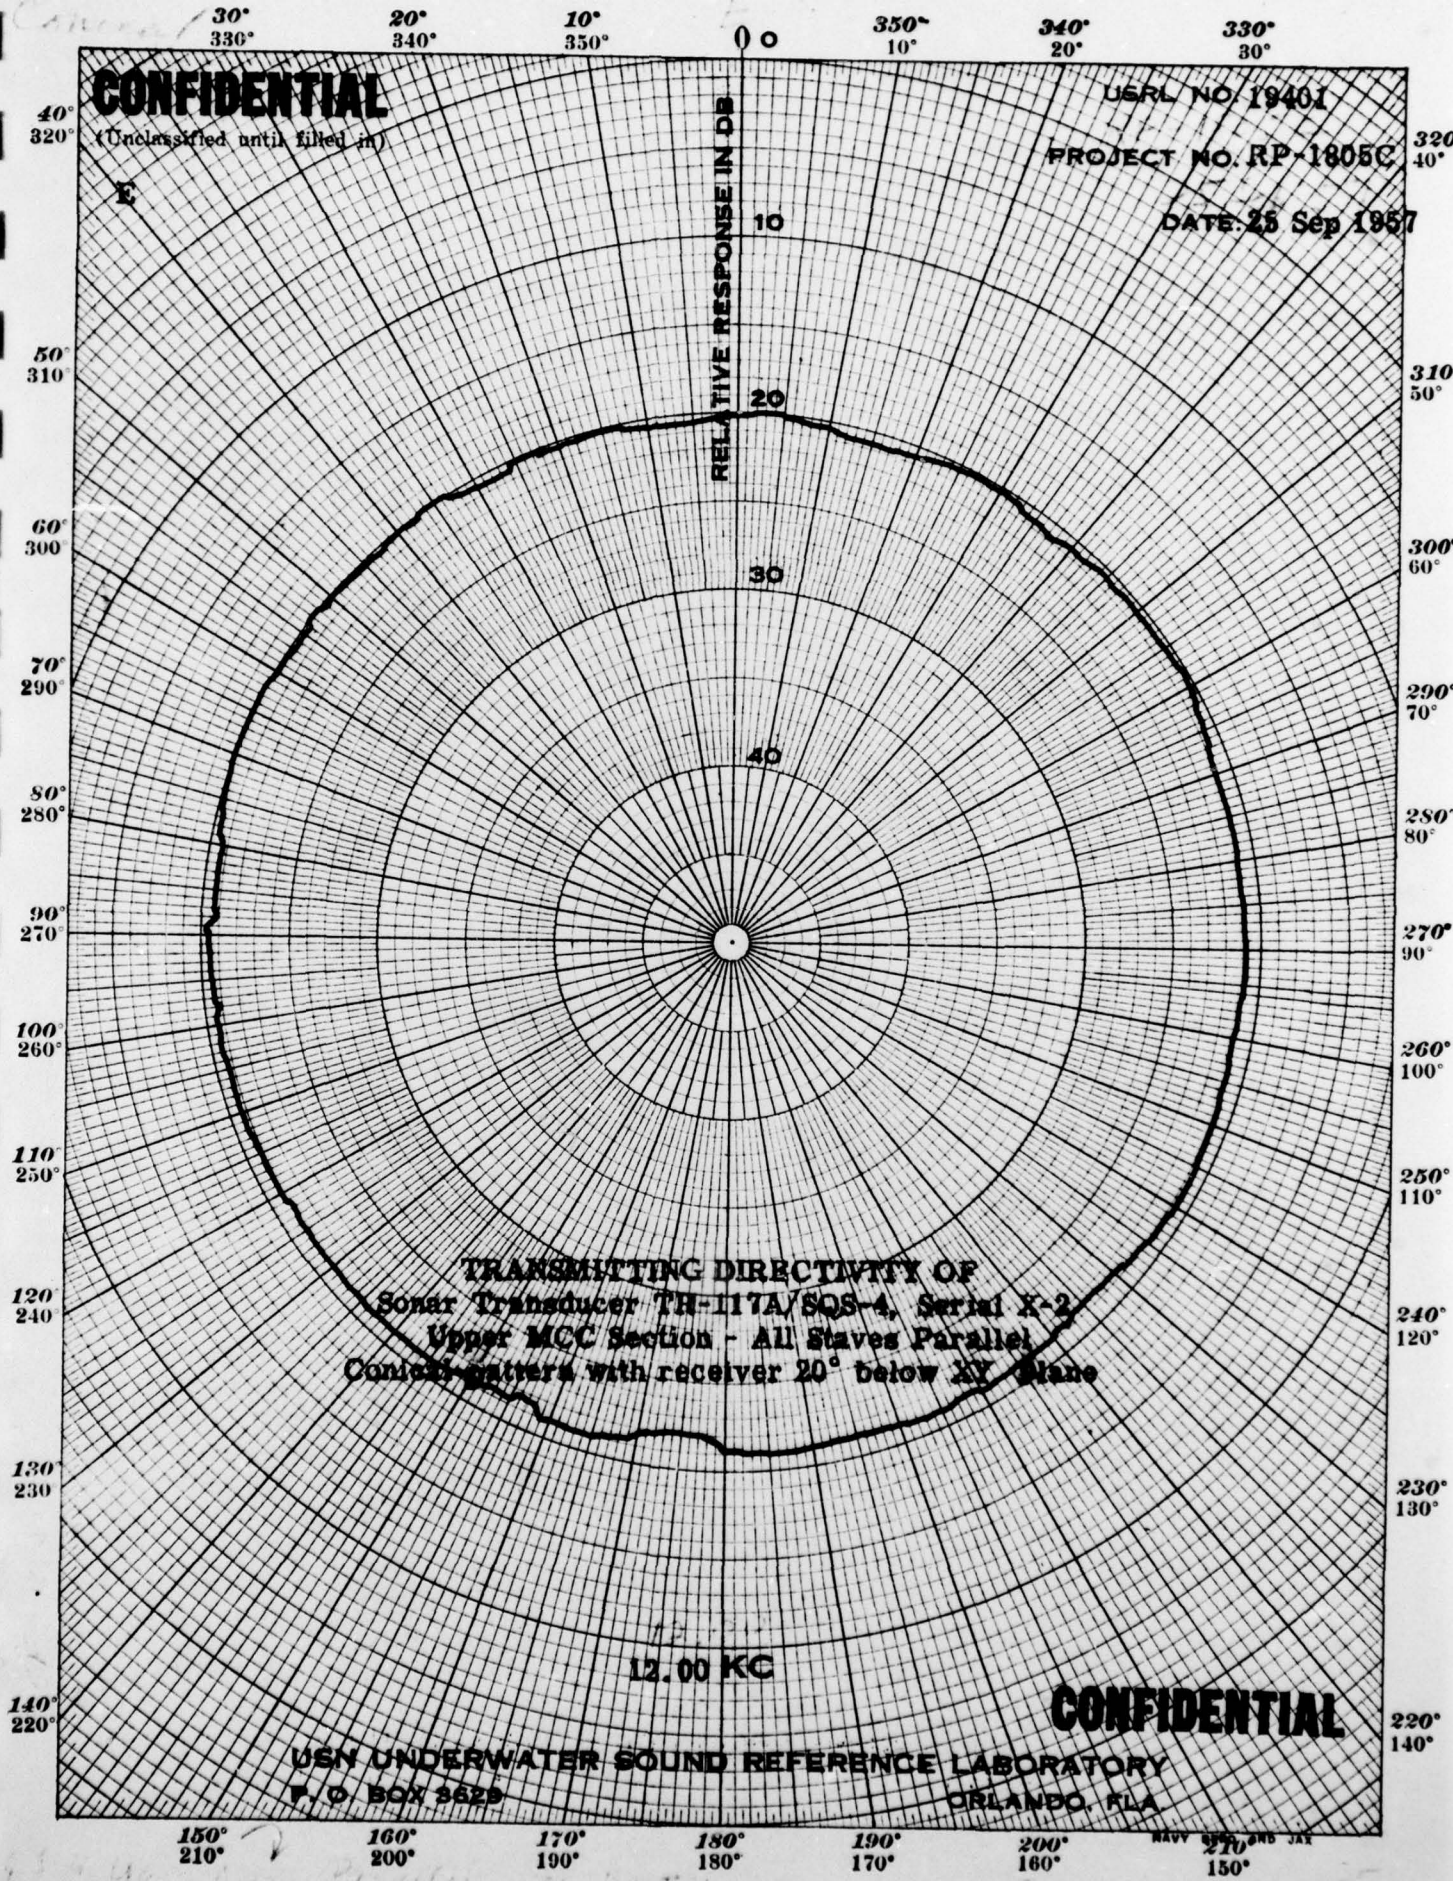 30° 20° 10° 0 350° 340° 330°
330° 340° 350° 0 10° 20° 30°
CONFIDENTIAL
(Unclassified until filled in)
E
USRL NO. 19401
PROJECT NO. RP-1805C
DATE: 25 Sep 1957
RELATIVE RESPONSE IN DB
10
20
30
40
40°
320°
50°
310°
60°
300°
70°
290°
80°
280°
90°
270°
100°
260°
110°
250°
120°
240°
130°
230
140°
220°
320
40°
310
50°
300°
60°
290°
70°
280°
80°
270°
90°
260°
100°
250°
110°
240°
120°
230°
130°
220°
140°
TRANSMITTING DIRECTIVITY OF
Sonar Transducer TR-117A/SQS-4, Serial X-2
Upper MCC Section - All Staves Parallel
Conical pattern with receiver 20° below XY Plane
12.00 KC
CONFIDENTIAL
USN UNDERWATER SOUND REFERENCE LABORATORY
P. O. BOX 3629 ORLANDO, FLA.
150° 160° 170° 180° 190° 200° 210°
210° 200° 190° 180° 170° 160° 150°